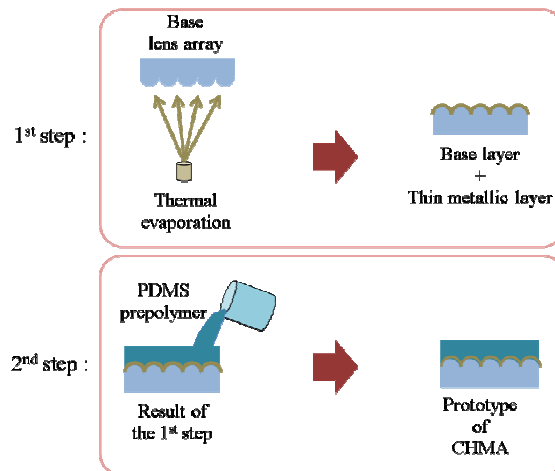 1st step :
Base
lens array
Thermal
evaporation
Base layer
+
Thin metallic layer
2nd step :
PDMS
prepolymer
Result of
the 1st step
Prototype
of
CHMA